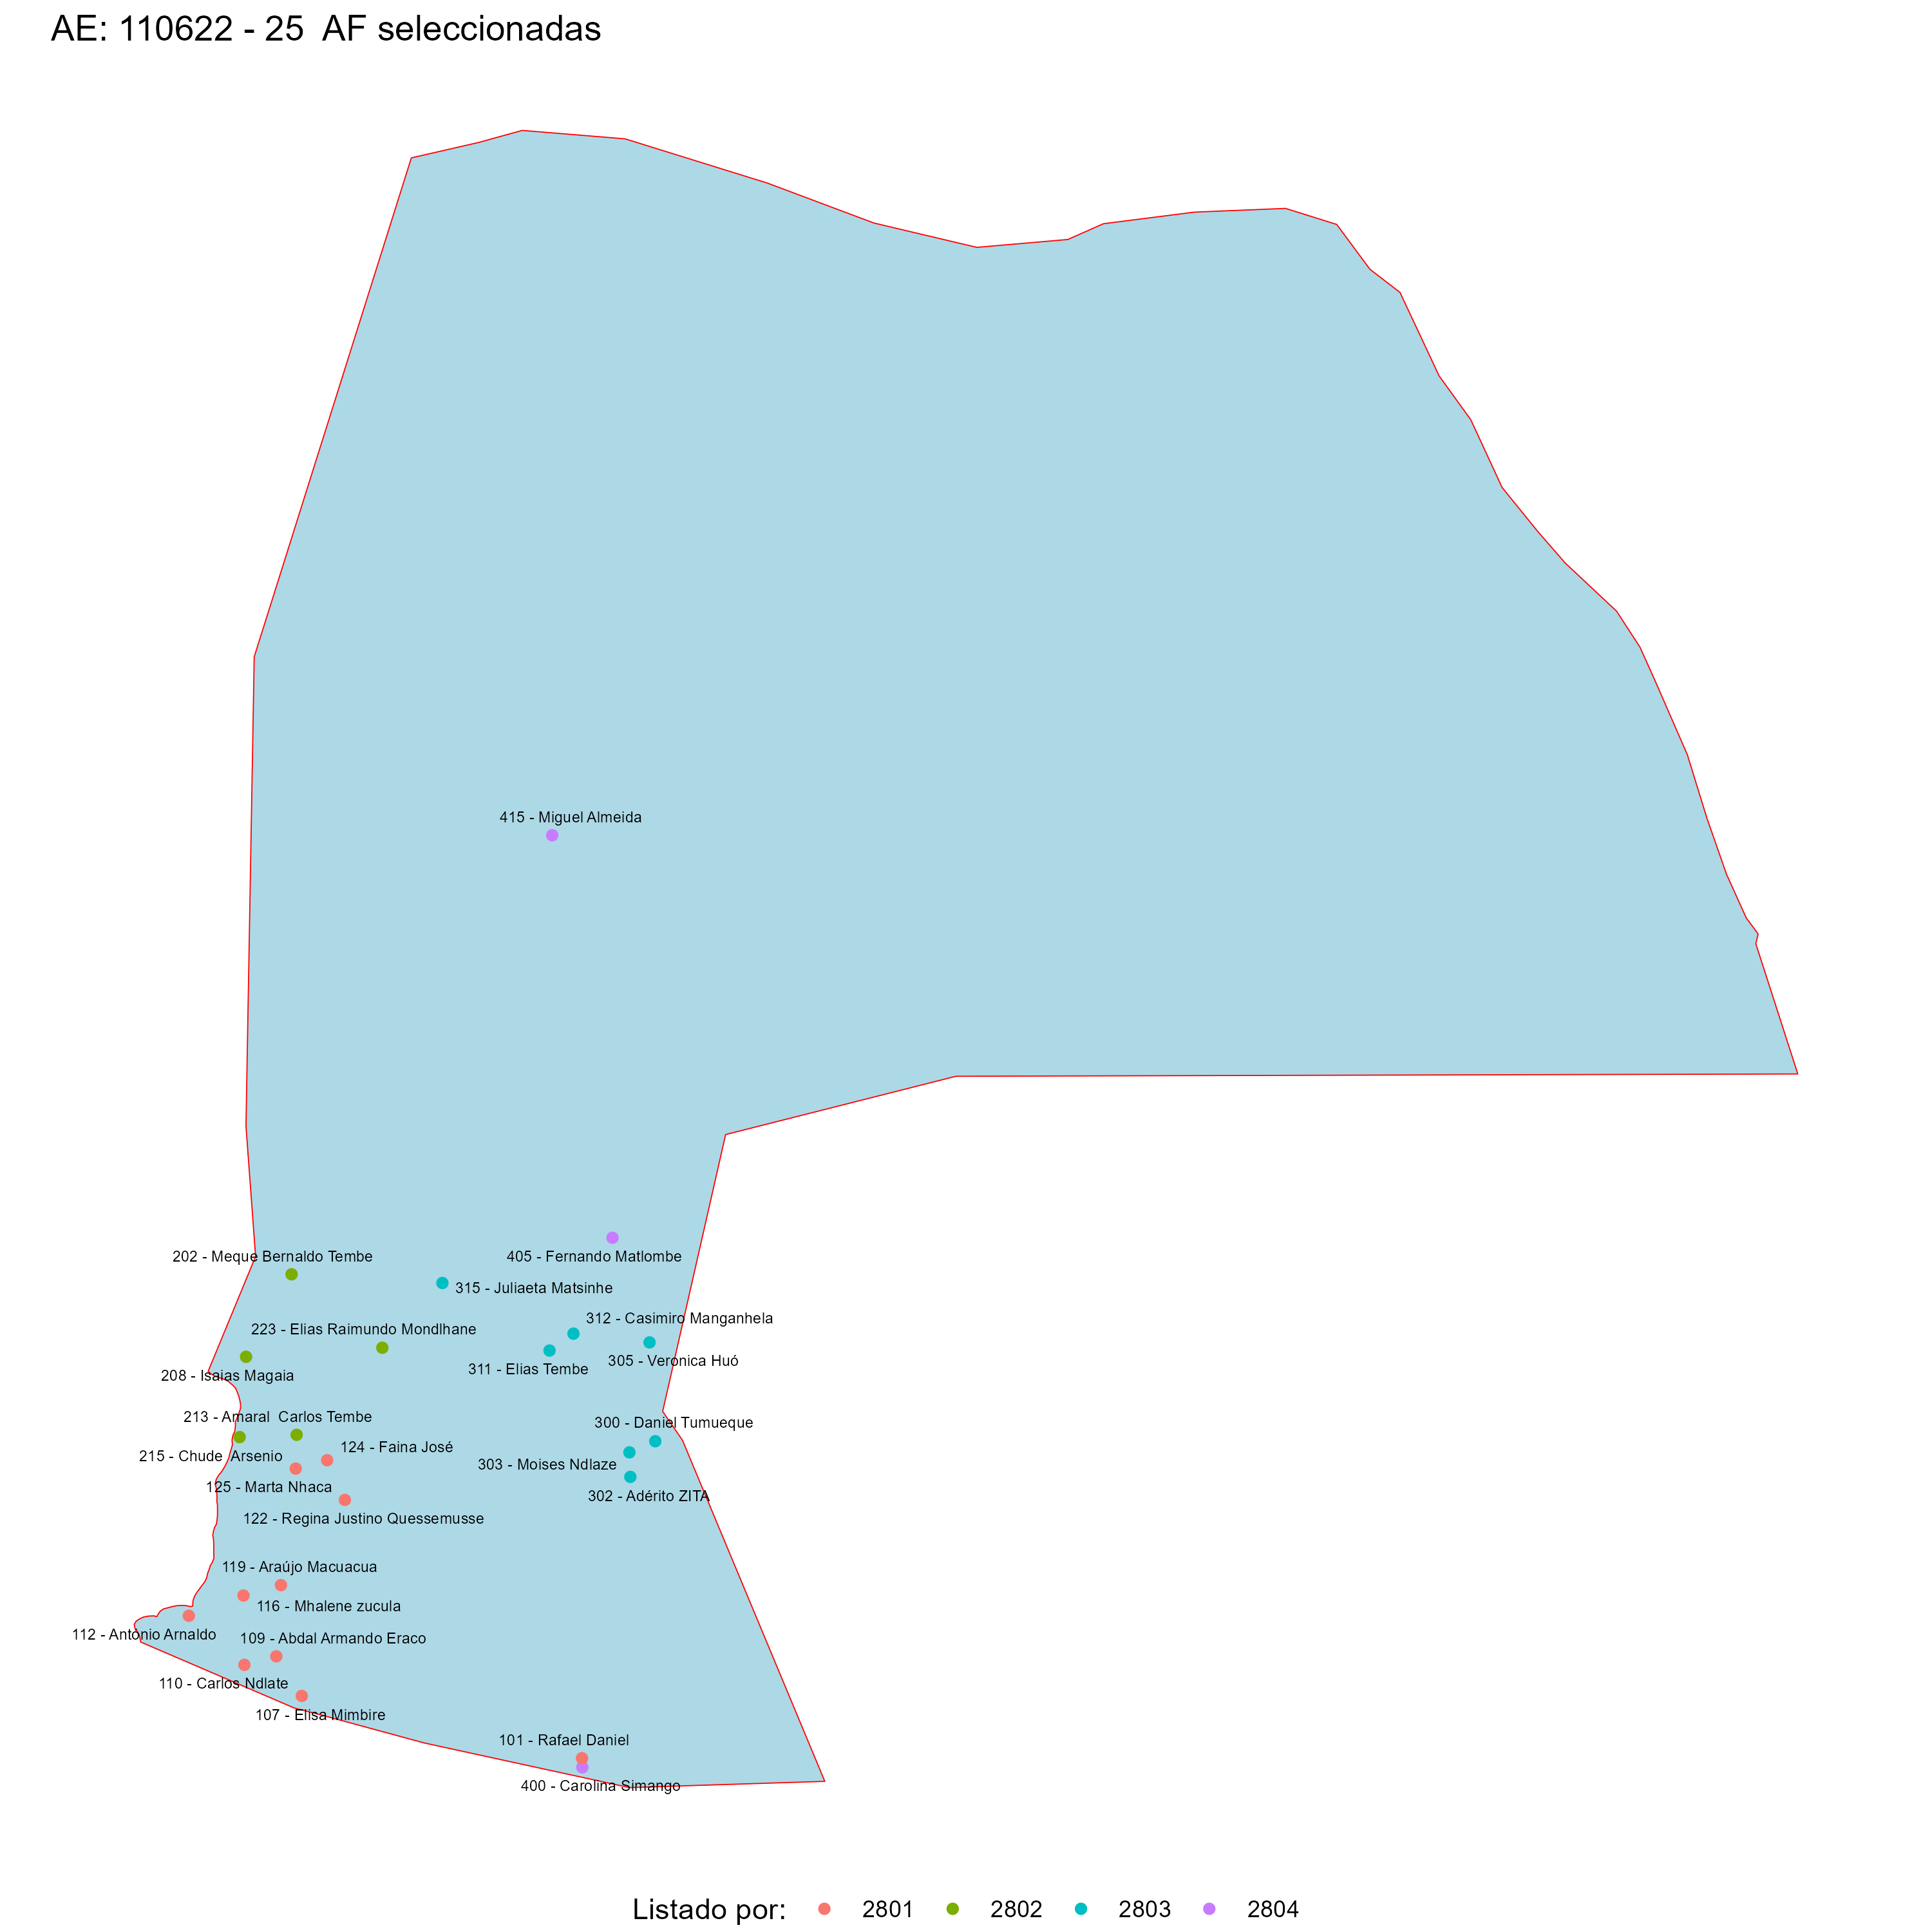 AE: 110622 - 25  AF seleccionadas
415 - Miguel Almeida
202 - Meque Bernaldo Tembe
405 - Fernando Matlombe
315 - Juliaeta Matsinhe
312 - Casimiro Manganhela
223 - Elias Raimundo Mondlhane
305 - Veronica Huó
311 - Elias Tembe
208 - Isaias Magaia
213 - Amaral  Carlos Tembe
300 - Daniel Tumueque
124 - Faina José
215 - Chude  Arsenio
303 - Moises Ndlaze
125 - Marta Nhaca
302 - Adérito ZITA
122 - Regina Justino Quessemusse
119 - Araújo Macuacua
116 - Mhalene zucula
112 - António Arnaldo
109 - Abdal Armando Eraco
110 - Carlos Ndlate
107 - Elisa Mimbire
101 - Rafael Daniel
400 - Carolina Simango
Listado por: 2801 2802 2803 2804